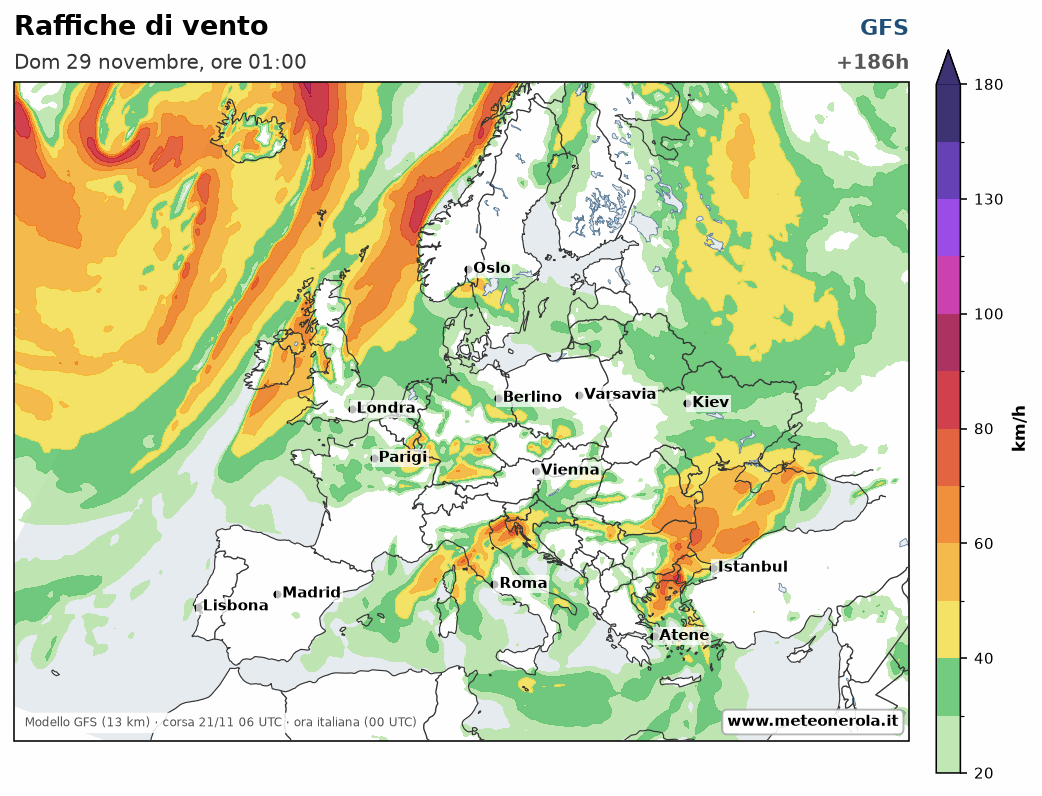 Raffiche di vento
GFS
Dom 29 novembre, ore 01:00
+186h
180
130
100
80
60
40
20
km/h
Oslo
Londra
Berlino
Varsavia
Kiev
Parigi
Vienna
Istanbul
Roma
Madrid
Lisbona
Atene
Modello GFS (13 km) · corsa 21/11 06 UTC · ora italiana (00 UTC)
www.meteonerola.it